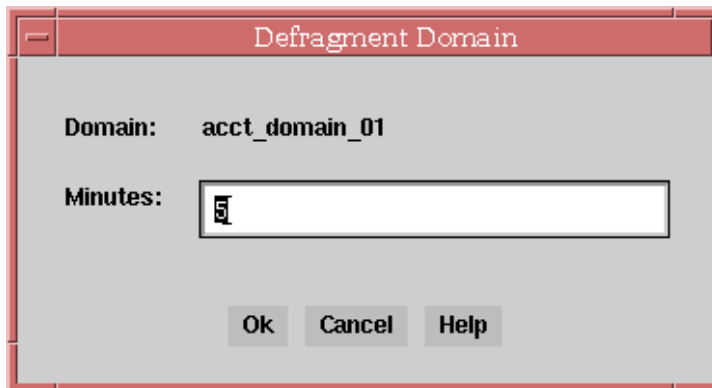 Defragment Domain
Domain: acct_domain_01
Minutes: 5
Ok Cancel Help